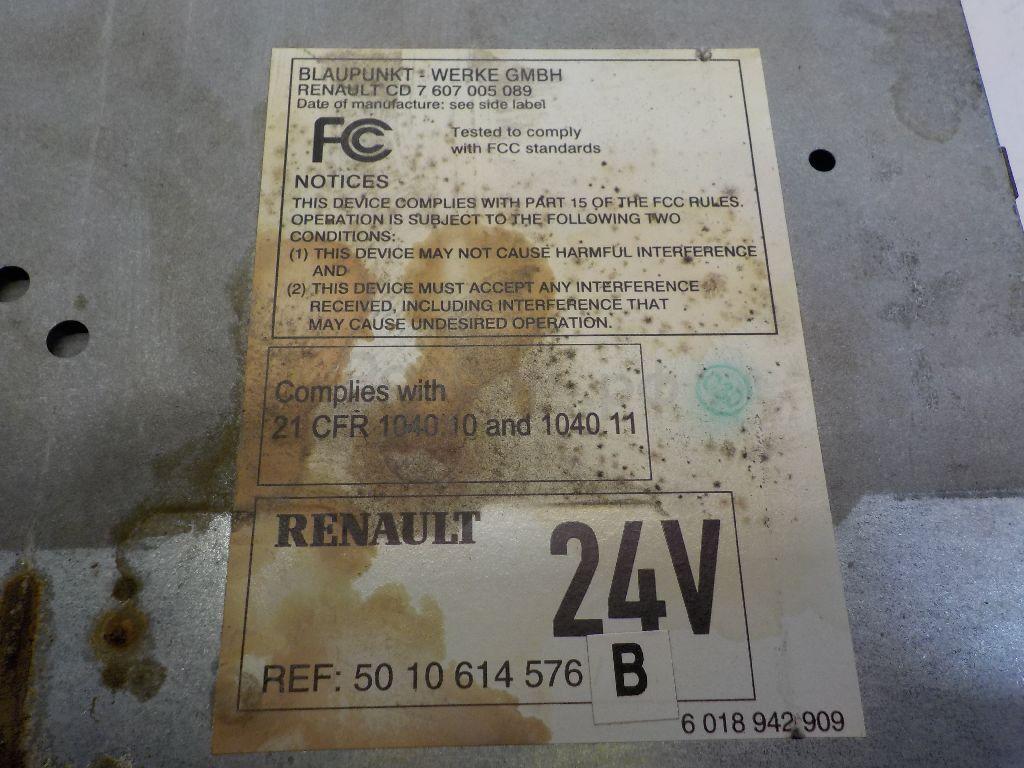 BLAUPUNKT - WERKE GMBH
RENAULT CD 7 607 005 089
Date of manufacture: see side label
FC
Tested to comply
with FCC standards
NOTICES
THIS DEVICE COMPLIES WITH PART 15 OF THE FCC RULES.
OPERATION IS SUBJECT TO THE FOLLOWING TWO
CONDITIONS:
(1) THIS DEVICE MAY NOT CAUSE HARMFUL INTERFERENCE
AND
(2) THIS DEVICE MUST ACCEPT ANY INTERFERENCE
RECEIVED, INCLUDING INTERFERENCE THAT
MAY CAUSE UNDESIRED OPERATION.
Complies with
21 CFR 1040.10 and 1040.11
RENAULT
24V
REF: 50 10 614 576 B
6 018 942 909